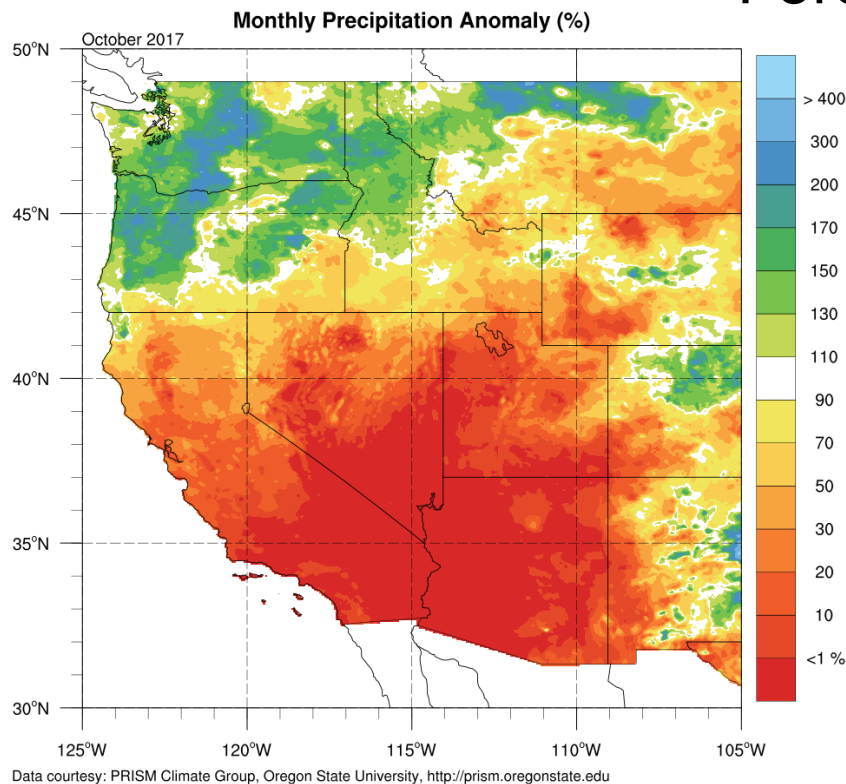 Monthly Precipitation Anomaly (%)
October 2017
50°N
45°N
40°N
35°N
30°N
125°W 120°W 115°W 110°W 105°W
> 400
300
200
170
150
130
110
90
70
50
30
20
10
<1 %
Data courtesy: PRISM Climate Group, Oregon State University, http://prism.oregonstate.edu